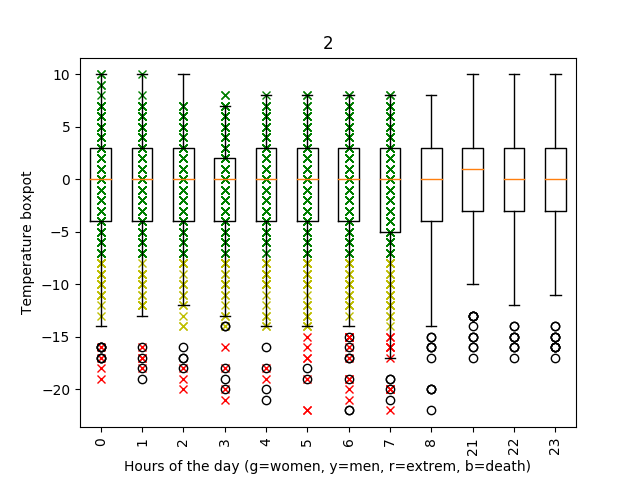 2
Temperature boxpot
10
5
0
−5
−10
−15
−20
0 1 2 3 4 5 6 7 8 21 22 23
Hours of the day (g=women, y=men, r=extrem, b=death)